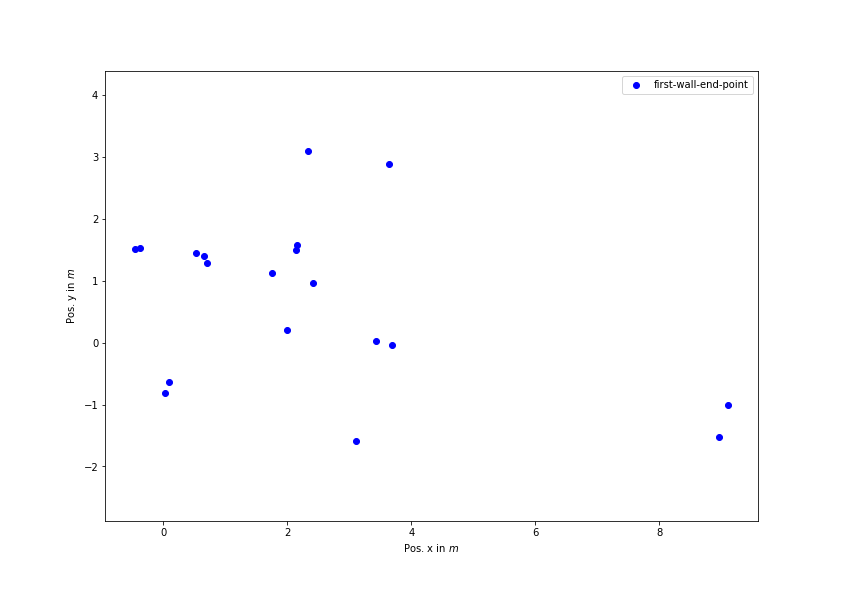 first-wall-end-point
4
3
2
1
0
−1
−2
Pos. y in m
0 2 4 6 8
Pos. x in m